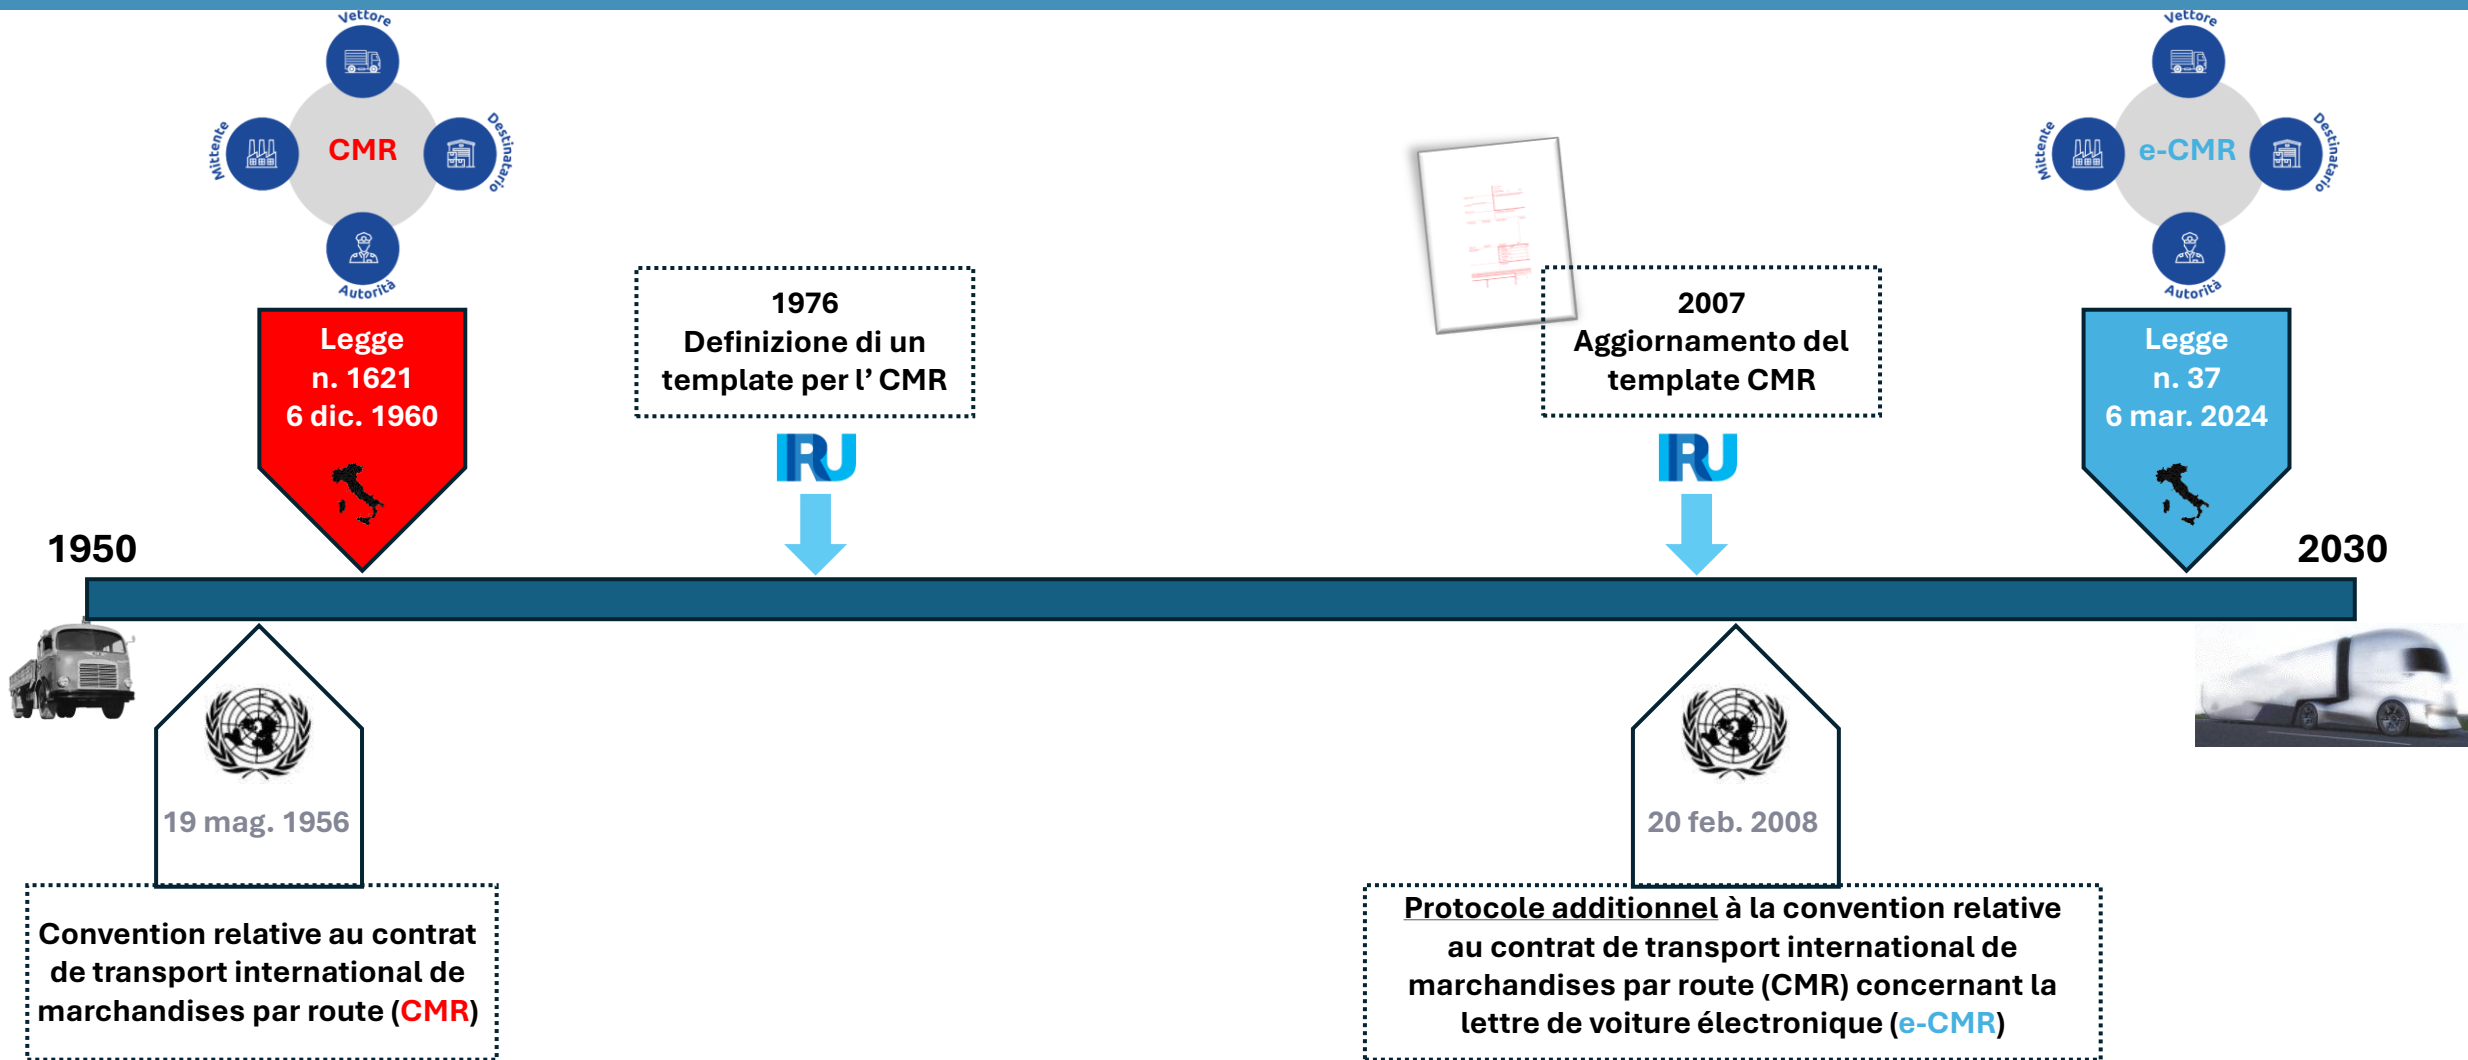 Vettore
Mittente
CMR
Destinatario
Autorità
Legge
n. 1621
6 dic. 1960
1976
Definizione di un
template per l’ CMR
IRU
2007
Aggiornamento del
template CMR
IRU
Vettore
Mittente
e-CMR
Destinatario
Autorità
Legge
n. 37
6 mar. 2024
1950
2030
19 mag. 1956
Convention relative au contrat
de transport international de
marchandises par route (CMR)
20 feb. 2008
Protocole additionnel à la convention relative
au contrat de transport international de
marchandises par route (CMR) concernant la
lettre de voiture électronique (e-CMR)